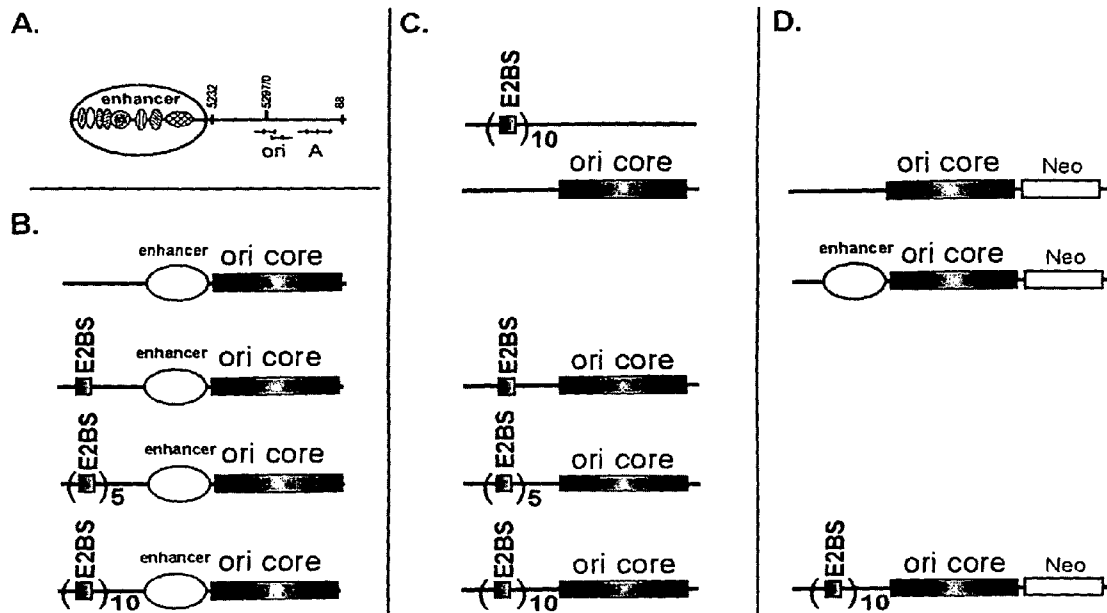 A.
enhancer
5232
5297/0
88
ori
A
B.
enhancer
ori core
E2BS
enhancer
ori core
E2BS
( )5
enhancer
ori core
E2BS
( )10
enhancer
ori core
C.
E2BS
( )10
ori core
E2BS
ori core
E2BS
( )5
ori core
E2BS
( )10
ori core
D.
ori core
Neo
enhancer
ori core
Neo
E2BS
( )10
ori core
Neo